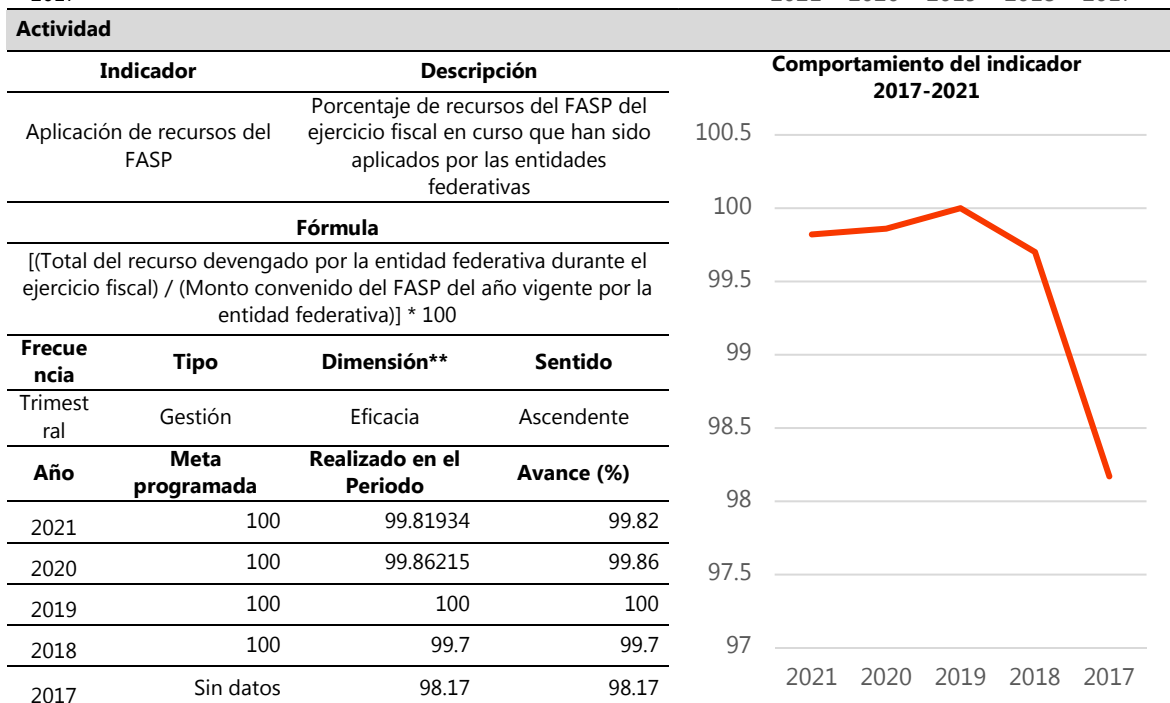 Actividad
Indicador Descripción
Aplicación de recursos del FASP
Porcentaje de recursos del FASP del
ejercicio fiscal en curso que han sido
aplicados por las entidades
federativas
Fórmula
[(Total del recurso devengado por la entidad federativa durante el
ejercicio fiscal) / (Monto convenido del FASP del año vigente por la
entidad federativa)] * 100
Frecue
ncia
Tipo Dimensión** Sentido
Trimest
ral
Gestión Eficacia Ascendente
Año
Meta
programada
Realizado en el
Periodo
Avance (%)
2021 100 99.81934 99.82
2020 100 99.86215 99.86
2019 100 100 100
2018 100 99.7 99.7
2017 Sin datos 98.17 98.17
Comportamiento del indicador
2017-2021
100.5
100
99.5
99
98.5
98
97.5
97
2021 2020 2019 2018 2017